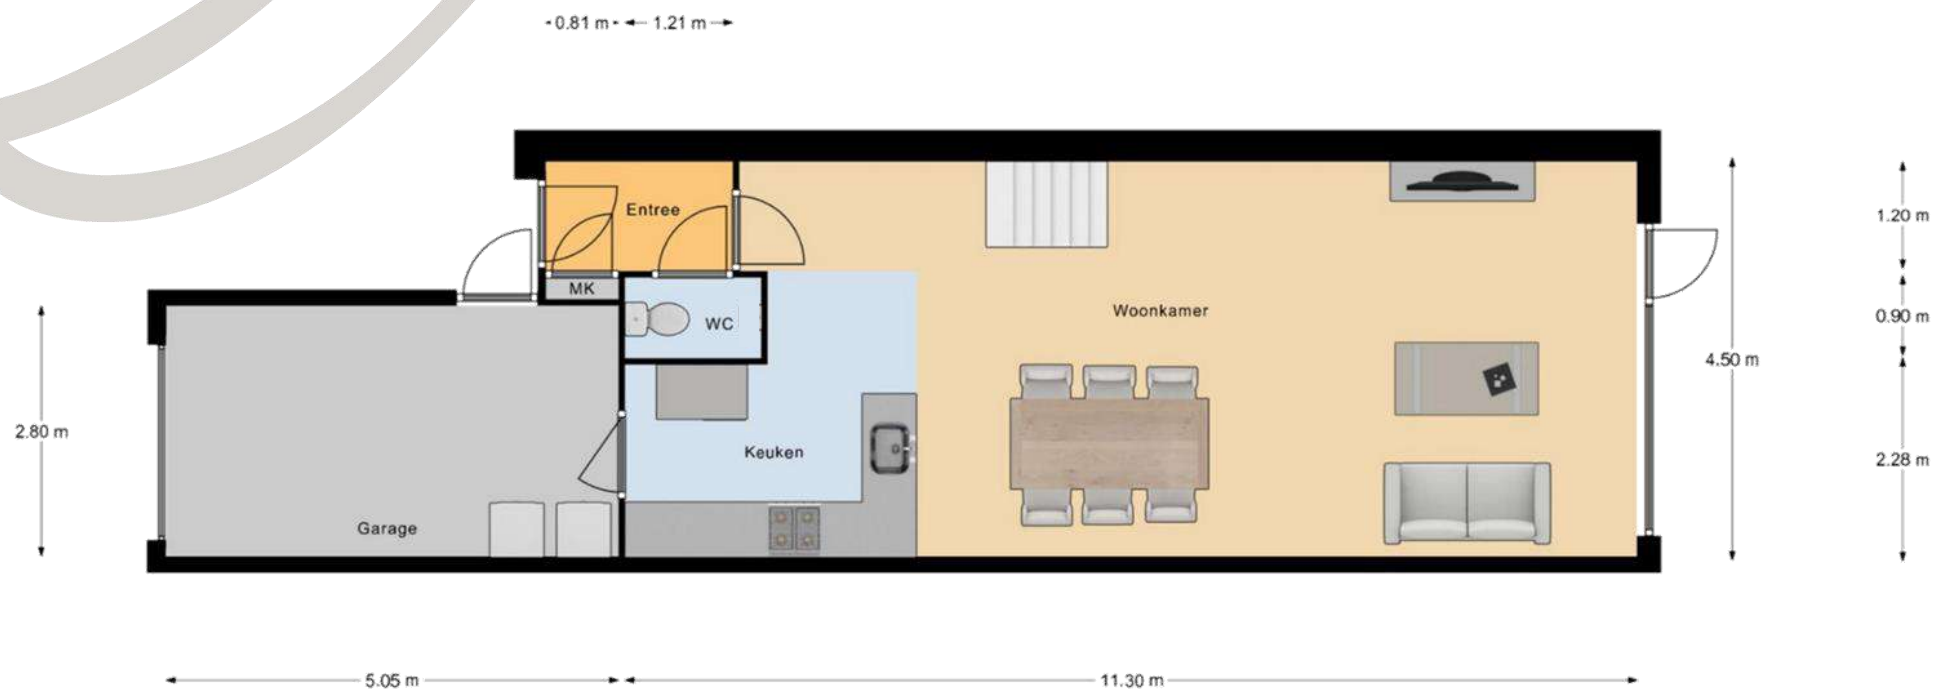 0.81 m
1.21 m
Entree
1.20 m
MK
WC
Woonkamer
0.90 m
4.50 m
2.80 m
Keuken
2.28 m
Garage
5.05 m
11.30 m